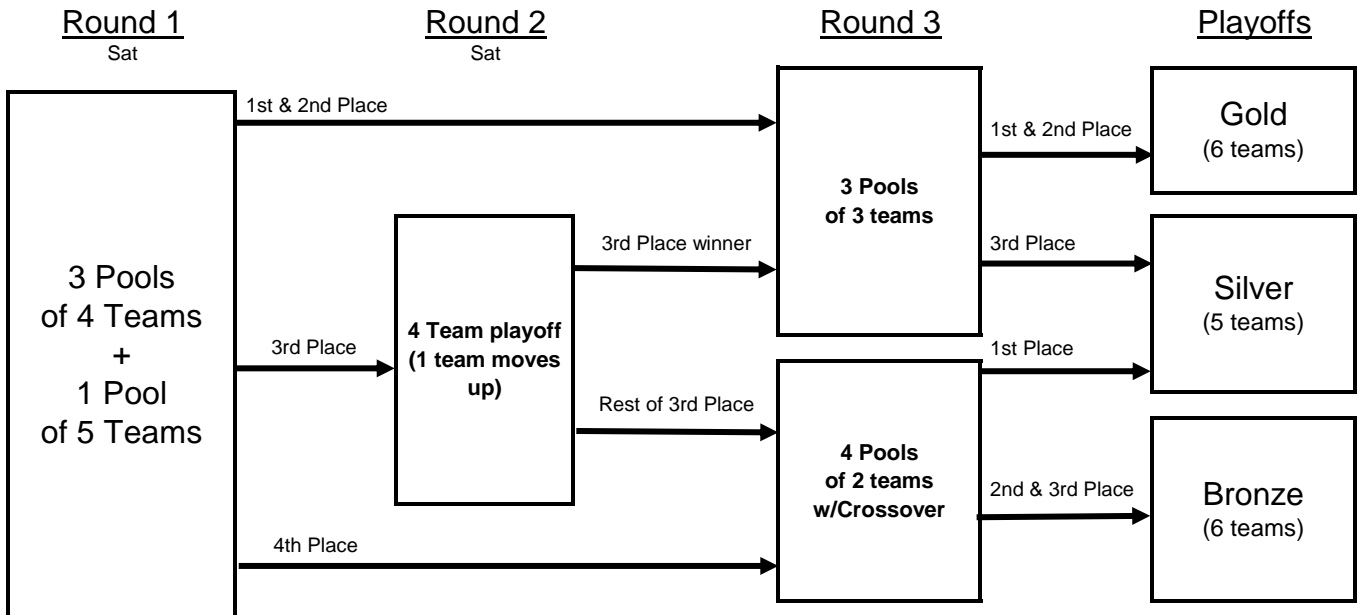 Round 1
Sat
Round 2
Sat
Round 3
Playoffs
3 Pools
of 4 Teams
+
1 Pool
of 5 Teams
1st & 2nd Place
3rd Place
4th Place
4 Team playoff
(1 team moves
up)
3rd Place winner
Rest of 3rd Place
3 Pools
of 3 teams
4 Pools
of 2 teams
w/Crossover
1st & 2nd Place
3rd Place
1st Place
2nd & 3rd Place
Gold
(6 teams)
Silver
(5 teams)
Bronze
(6 teams)